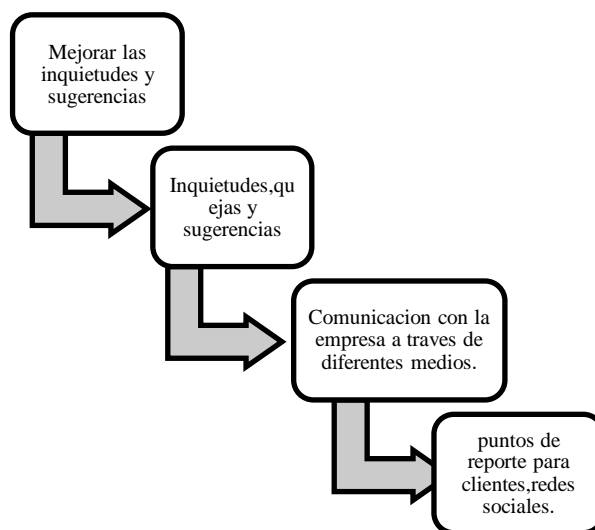 Mejorar las
inquietudes y
sugerencias
Inquietudes,qu
ejas y
sugerencias
Comunicacion con la
empresa a traves de
diferentes medios.
puntos de
reporte para
clientes,redes
sociales.